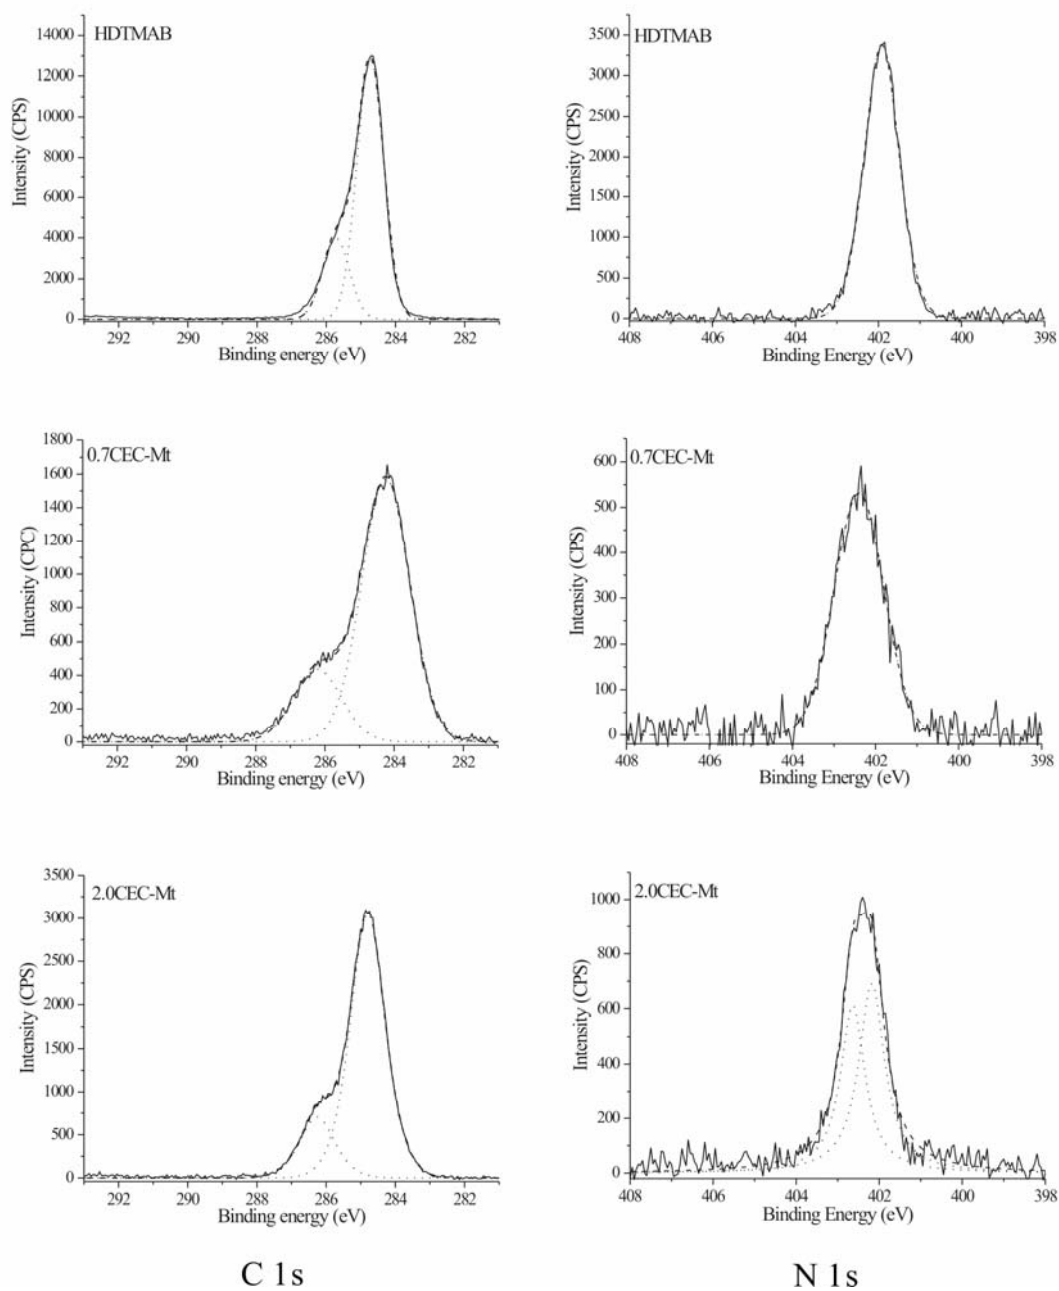 HDTMAB
14000
12000
10000
8000
6000
4000
2000
0
Intensity (CPS)
292 290 288 286 284 282
Binding energy (eV)
HDTMAB
3500
3000
2500
2000
1500
1000
500
0
Intensity (CPS)
408 406 404 402 400 398
Binding Energy (eV)
0.7CEC-Mt
1800
1600
1400
1200
1000
800
600
400
200
0
Intensity (CPC)
292 290 288 286 284 282
Binding energy (eV)
0.7CEC-Mt
600
500
400
300
200
100
0
Intensity (CPS)
408 406 404 402 400 398
Binding Energy (eV)
2.0CEC-Mt
3500
3000
2500
2000
1500
1000
500
0
Intensity (CPS)
292 290 288 286 284 282
Binding energy (eV)
2.0CEC-Mt
1000
800
600
400
200
0
Intensity (CPS)
408 406 404 402 400 398
Binding Energy (eV)
C 1s
N 1s